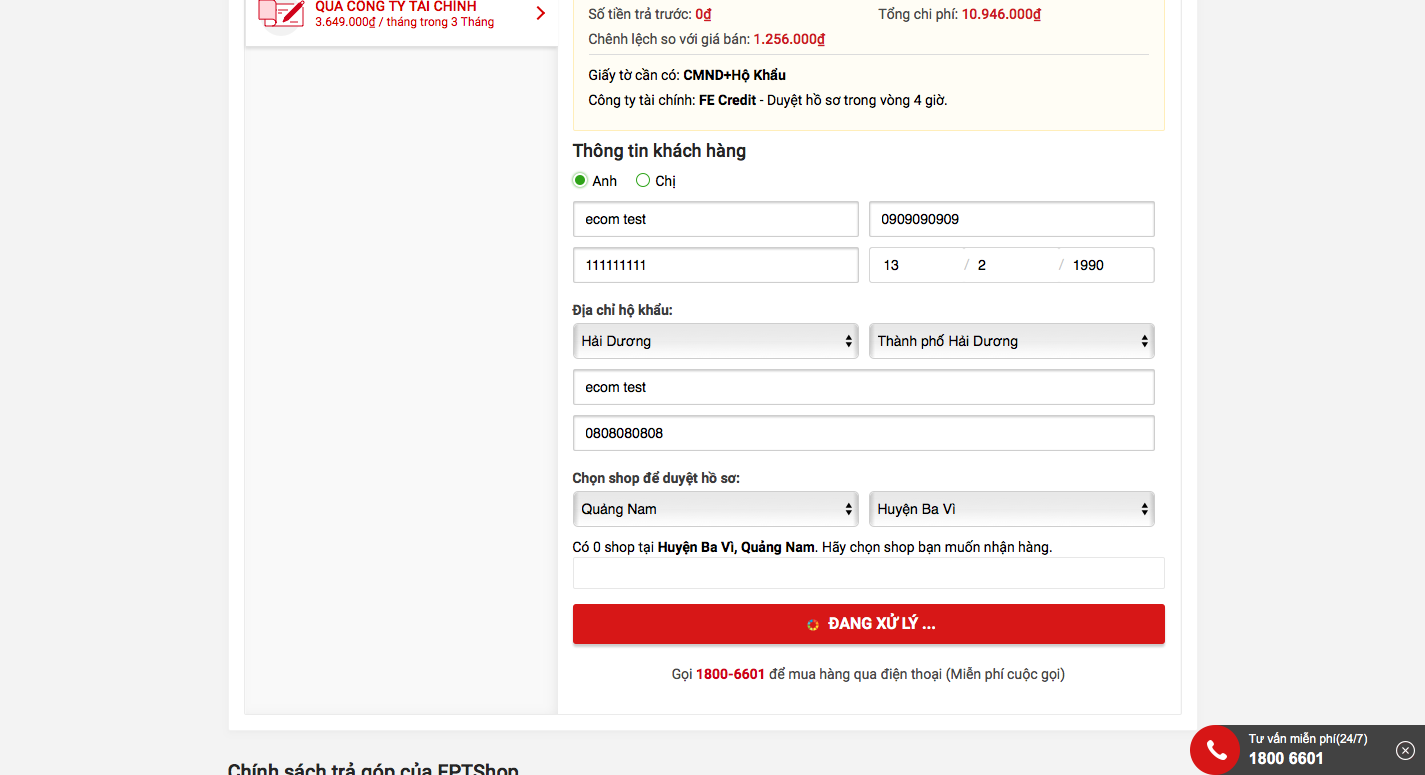 QUA CÔNG TY TÀI CHÍNH
3.649.000₫ / tháng trong 3 Tháng
Số tiền trả trước: 0₫
Tổng chi phí: 10.946.000₫
Chênh lệch so với giá bán: 1.256.000₫
Giấy tờ cần có: CMND+Hộ Khẩu
Công ty tài chính: FE Credit - Duyệt hồ sơ trong vòng 4 giờ.
Thông tin khách hàng
Anh
Chị
ecom test
0909090909
111111111
13 / 2 / 1990
Địa chỉ hộ khẩu:
Hải Dương
Thành phố Hải Dương
ecom test
0808080808
Chọn shop để duyệt hồ sơ:
Quảng Nam
Huyện Ba Vì
Có 0 shop tại Huyện Ba Vì, Quảng Nam. Hãy chọn shop bạn muốn nhận hàng.
ĐANG XỬ LÝ ...
Gọi 1800-6601 để mua hàng qua điện thoại (Miễn phí cuộc gọi)
Tư vấn miễn phí(24/7)
1800 6601
Chính sách trả góp của FPTShop